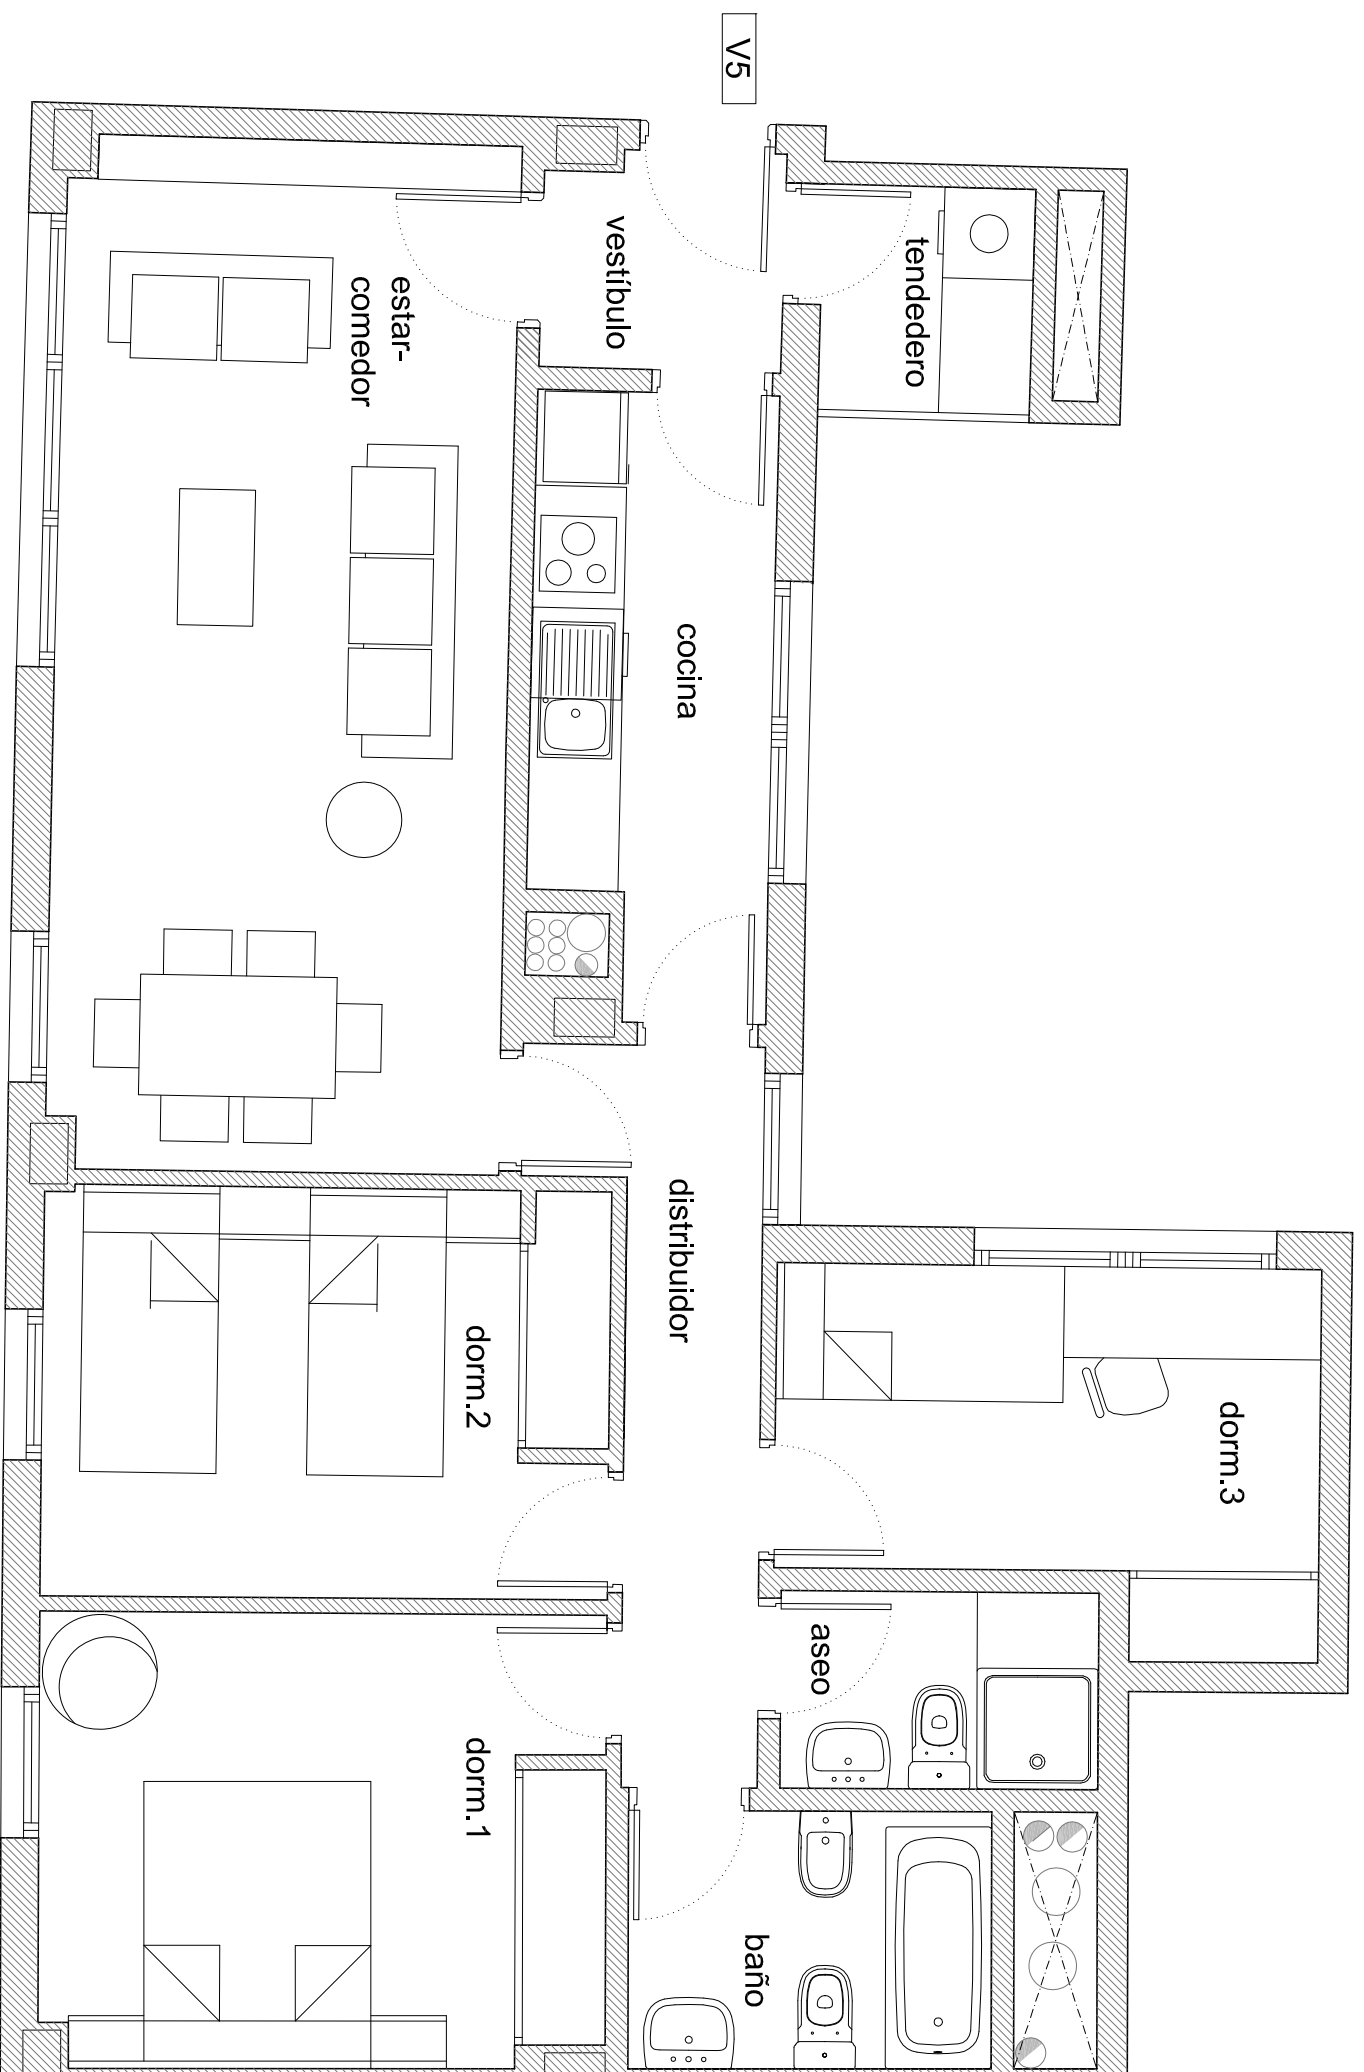 V5
tendedero
vestíbulo
estar-
comedor
cocina
distribuidor
dorm.2
dorm.3
aseo
dorm.1
baño